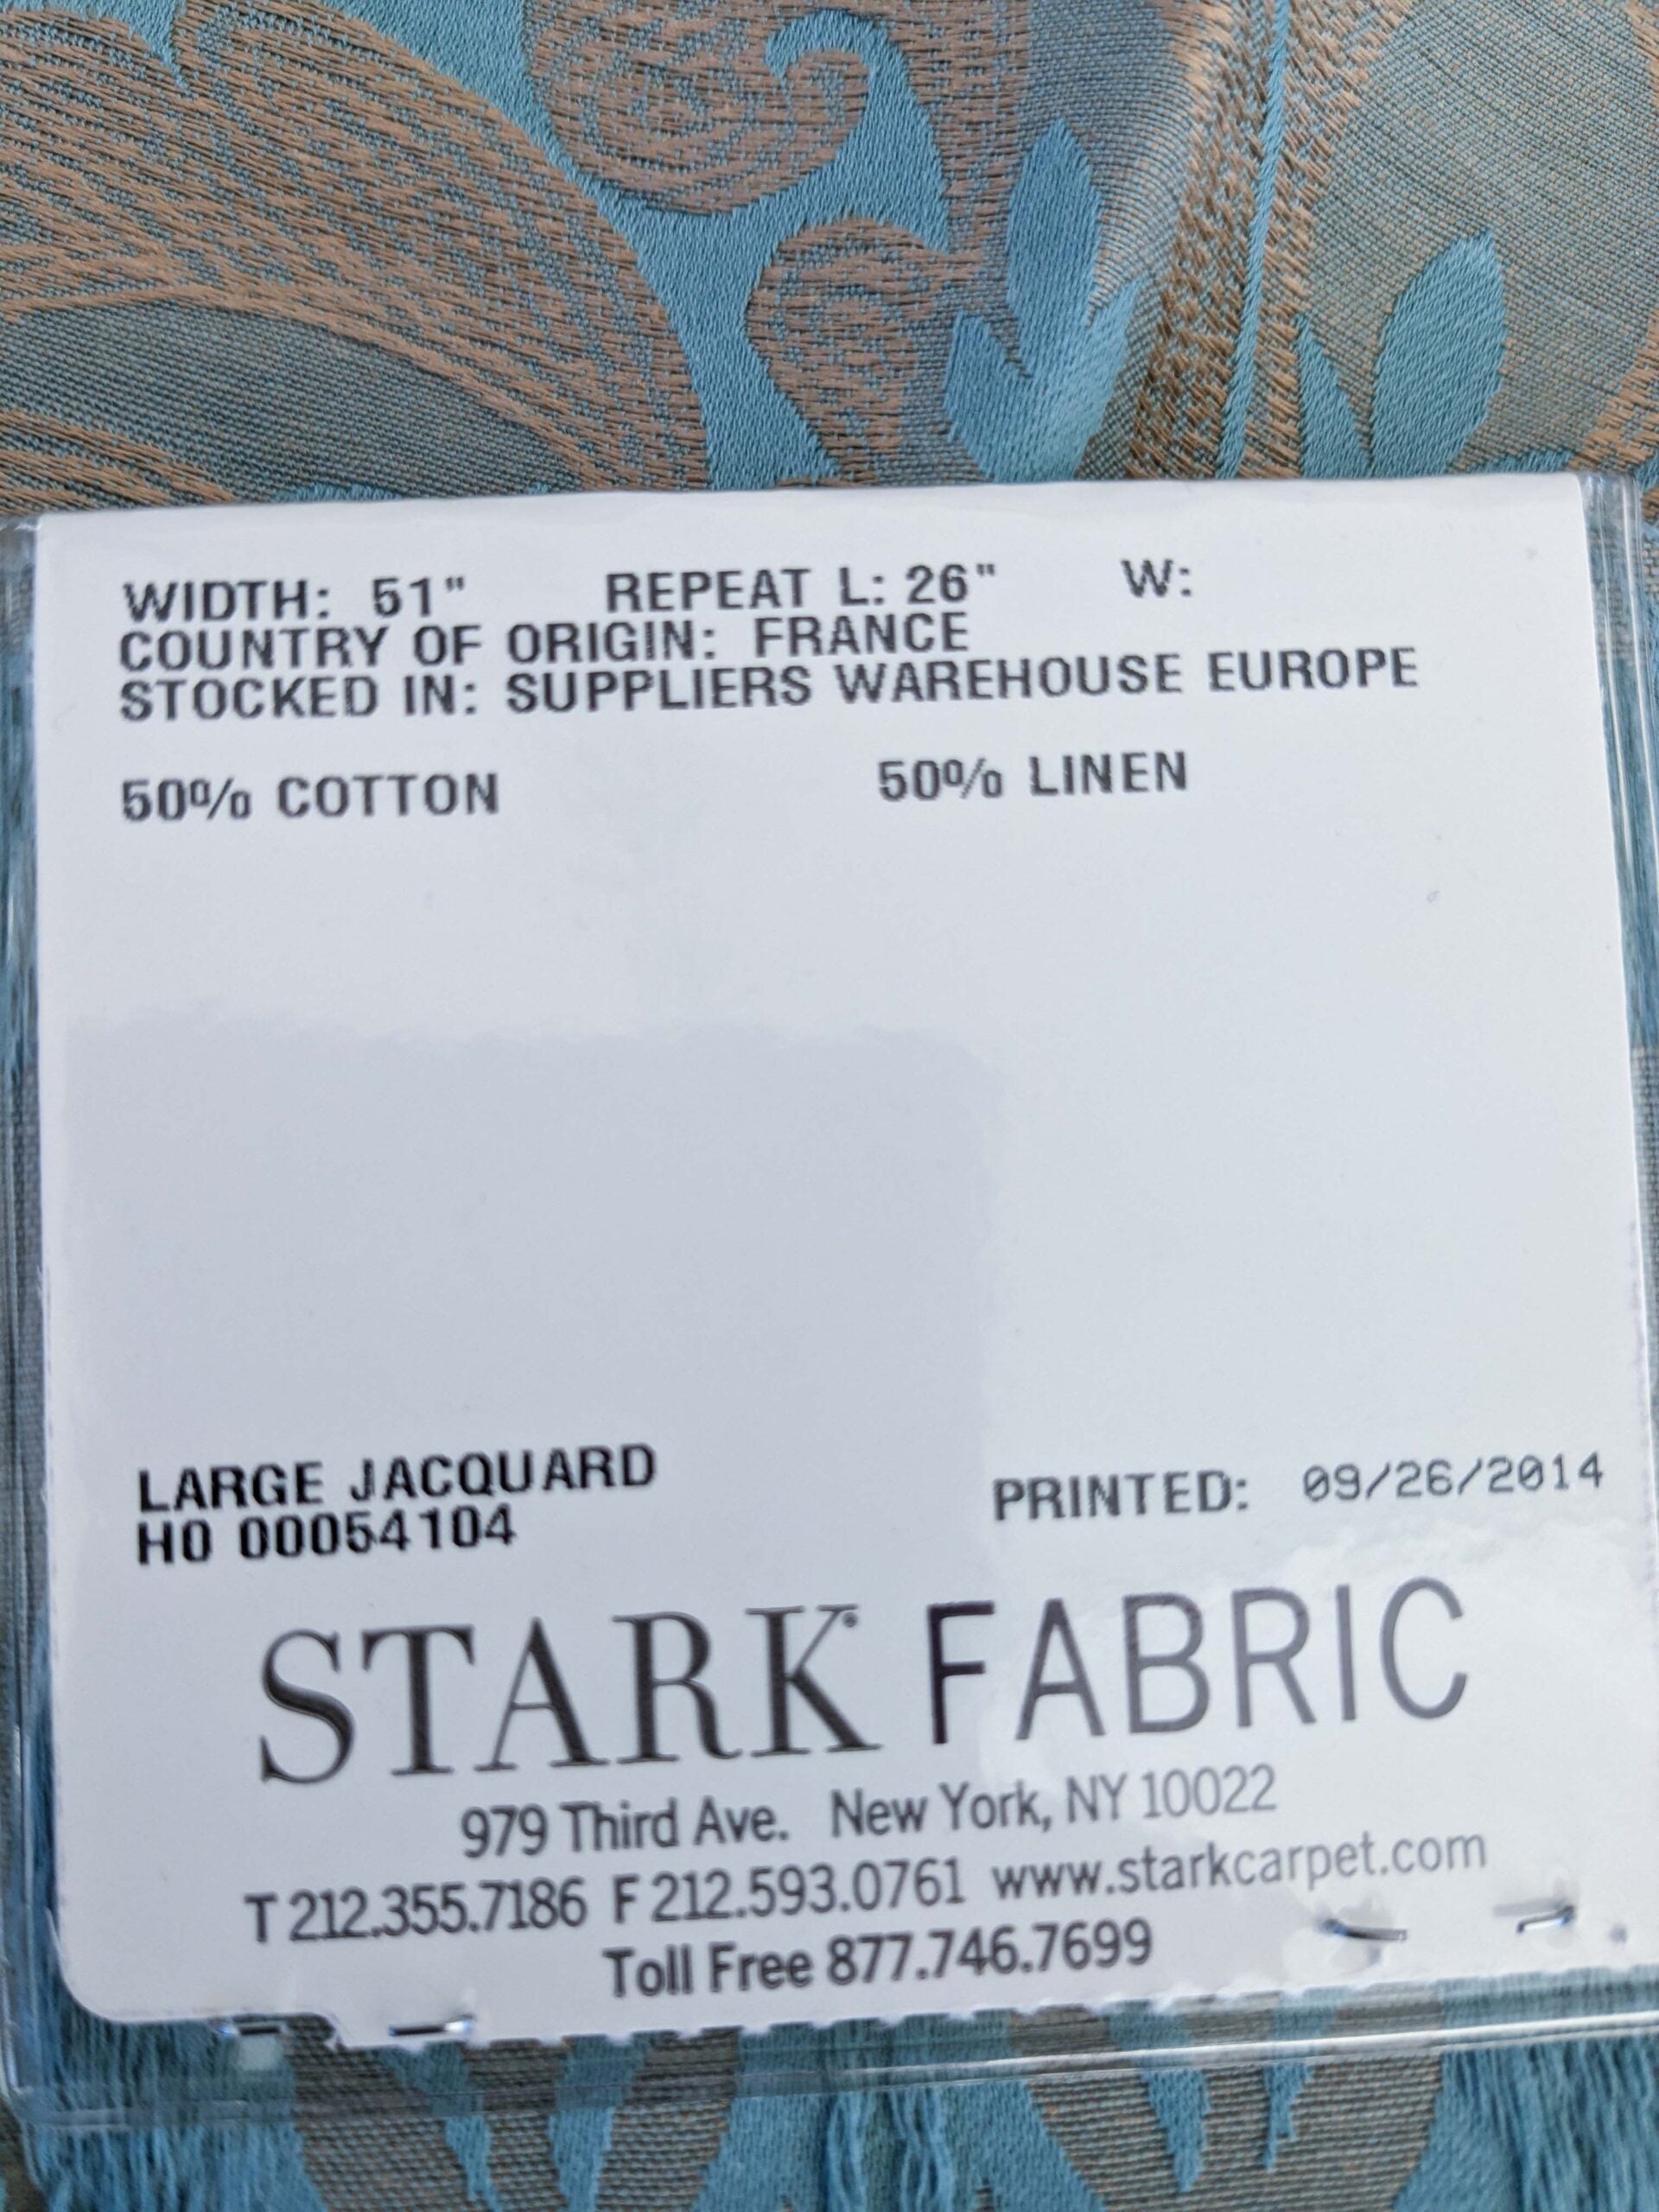 WIDTH: 51" REPEAT L: 26" W:
COUNTRY OF ORIGIN: FRANCE
STOCKED IN: SUPPLIERS WAREHOUSE EUROPE
50% COTTON 50% LINEN
LARGE JACQUARD
H0 00054104 PRINTED: 09/26/2014
STARK® FABRIC
979 Third Ave. New York, NY 10022
T 212.355.7186 F 212.593.0761 www.starkcarpet.com
Toll Free 877.746.7699